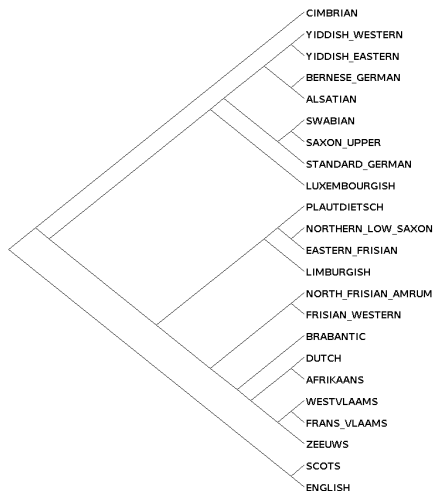 CIMBRIAN
YIDDISH_WESTERN
YIDDISH_EASTERN
BERNESE_GERMAN
ALSATIAN
SWABIAN
SAXON_UPPER
STANDARD_GERMAN
LUXEMBOURGISH
PLAUTDIETSCH
NORTHERN_LOW_SAXON
EASTERN_FRISIAN
LIMBURGISH
NORTH_FRISIAN_AMRUM
FRISIAN_WESTERN
BRABANTIC
DUTCH
AFRIKAANS
WESTVLAAMS
FRANS_VLAAMS
ZEEUWS
SCOTS
ENGLISH